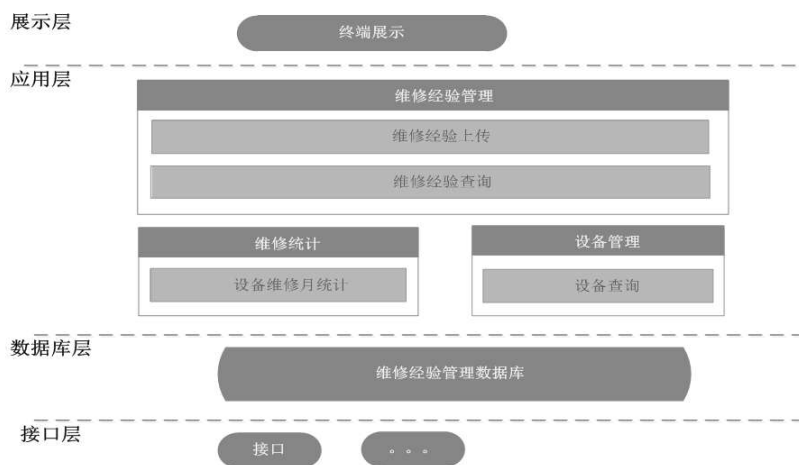 展示层
终端展示
应用层
维修经验管理
维修经验上传
维修经验查询
维修统计
设备管理
设备维修月统计
设备查询
数据库层
维修经验管理数据库
接口层
接口
。。。